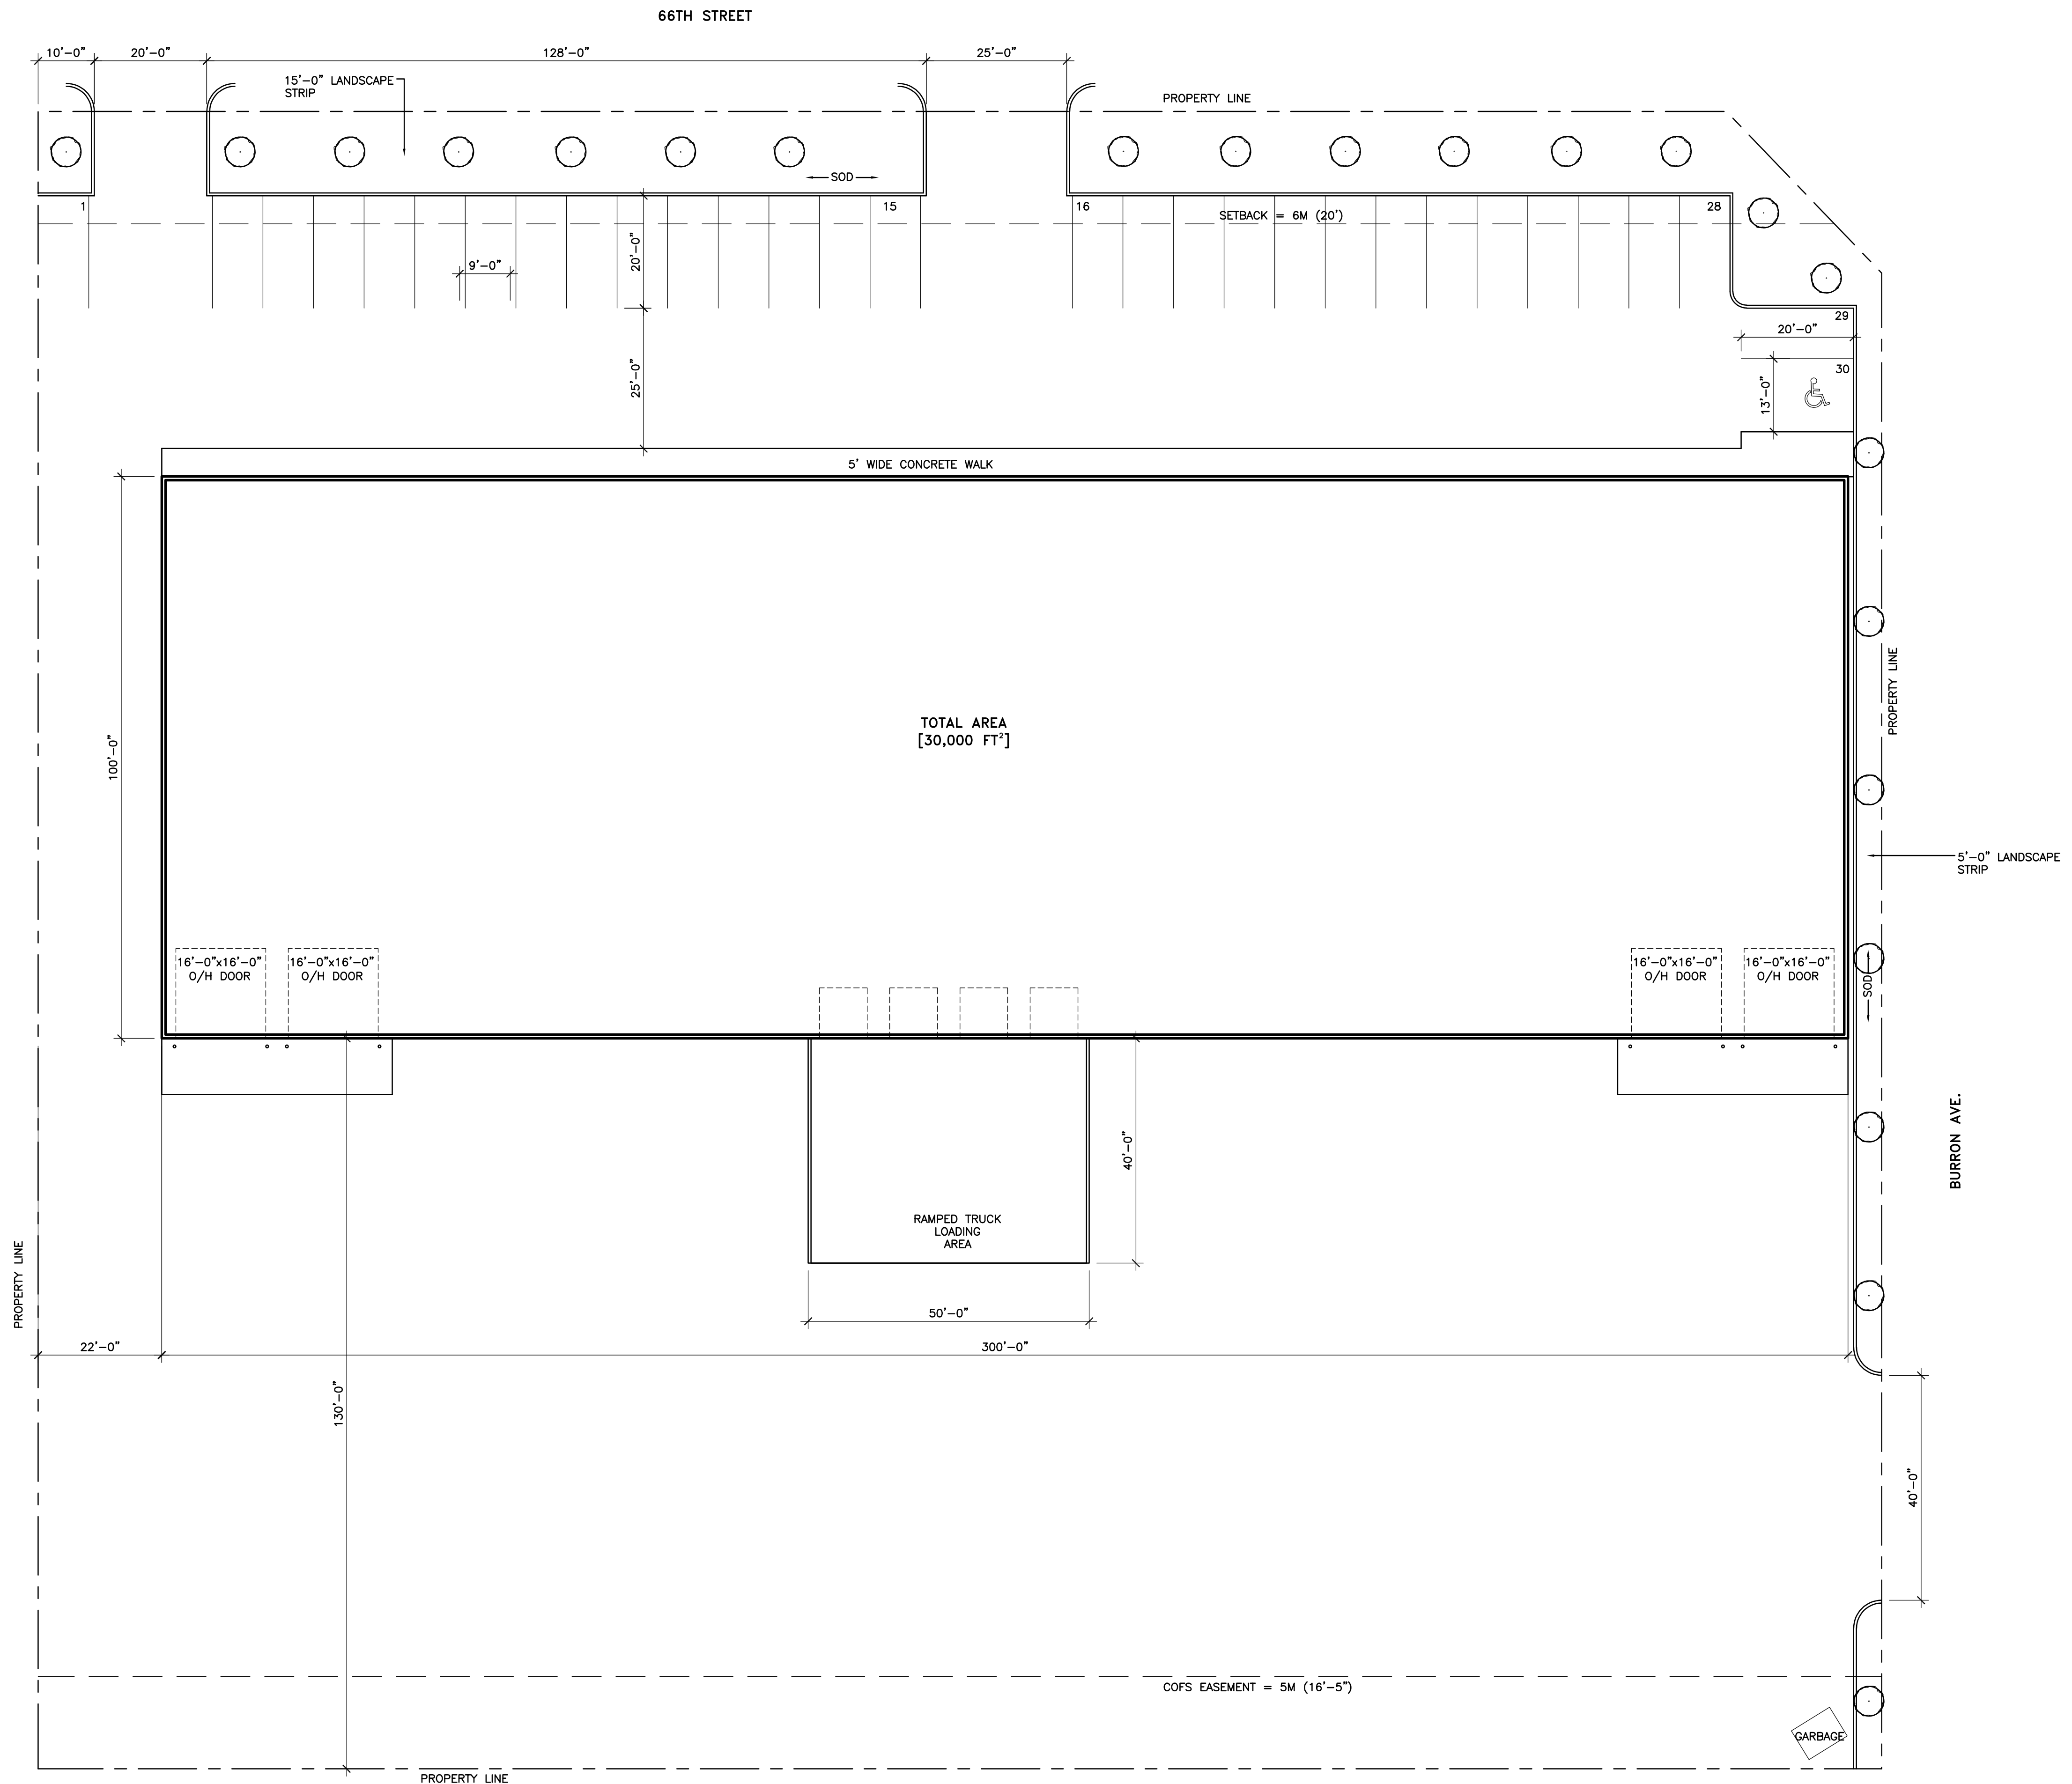 66TH STREET
10'-0"
20'-0"
128'-0"
25'-0"
15'-0" LANDSCAPE
STRIP
PROPERTY LINE
SOD
1
15
16
28
SETBACK = 6M (20')
20'-0"
9'-0"
29
20'-0"
25'-0"
30
13'-0"
5' WIDE CONCRETE WALK
PROPERTY LINE
TOTAL AREA
[30,000 FT²]
100'-0"
5'-0" LANDSCAPE
STRIP
16'-0"x16'-0"
O/H DOOR
16'-0"x16'-0"
O/H DOOR
16'-0"x16'-0"
O/H DOOR
16'-0"x16'-0"
O/H DOOR
SOD
BURRON AVE.
40'-0"
RAMPED TRUCK
LOADING
AREA
PROPERTY LINE
50'-0"
22'-0"
300'-0"
130'-0"
40'-0"
COFS EASEMENT = 5M (16'-5")
GARBAGE
PROPERTY LINE